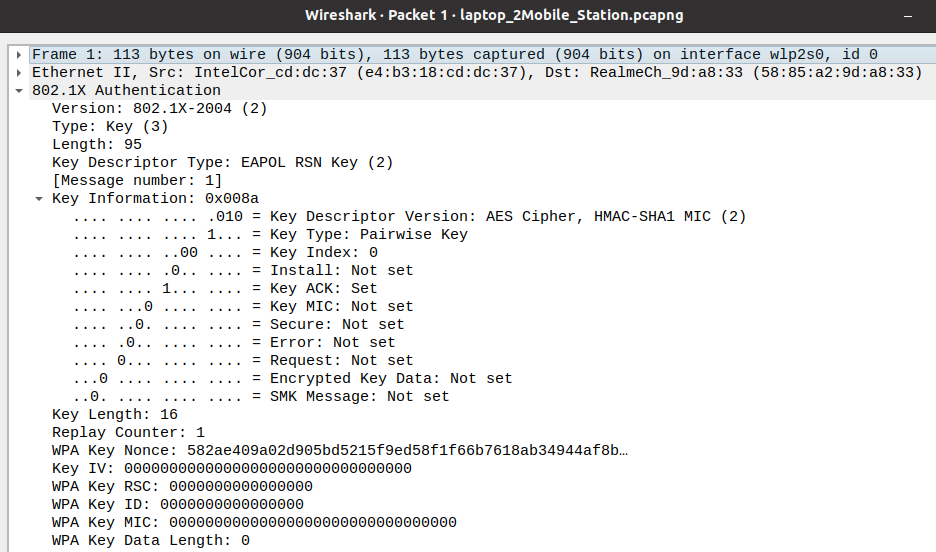 Wireshark · Packet 1 · laptop_2Mobile_Station.pcapng
Frame 1: 113 bytes on wire (904 bits), 113 bytes captured (904 bits) on interface wlp2s0, id 0
Ethernet II, Src: IntelCor_cd:dc:37 (e4:b3:18:cd:dc:37), Dst: RealmeCh_9d:a8:33 (58:85:a2:9d:a8:33)
802.1X Authentication
Version: 802.1X-2004 (2)
Type: Key (3)
Length: 95
Key Descriptor Type: EAPOL RSN Key (2)
[Message number: 1]
Key Information: 0x008a
.... .... .... .010 = Key Descriptor Version: AES Cipher, HMAC-SHA1 MIC (2)
.... .... .... 1... = Key Type: Pairwise Key
.... .... ..00 .... = Key Index: 0
.... .... .0.. .... = Install: Not set
.... .... 1... .... = Key ACK: Set
.... ...0 .... .... = Key MIC: Not set
.... ..0. .... .... = Secure: Not set
.... .0.. .... .... = Error: Not set
.... 0... .... .... = Request: Not set
...0 .... .... .... = Encrypted Key Data: Not set
..0. .... .... .... = SMK Message: Not set
Key Length: 16
Replay Counter: 1
WPA Key Nonce: 582ae409a02d905bd5215f9ed58f1f66b7618ab34944af8b…
Key IV: 00000000000000000000000000000000
WPA Key RSC: 0000000000000000
WPA Key ID: 0000000000000000
WPA Key MIC: 00000000000000000000000000000000
WPA Key Data Length: 0